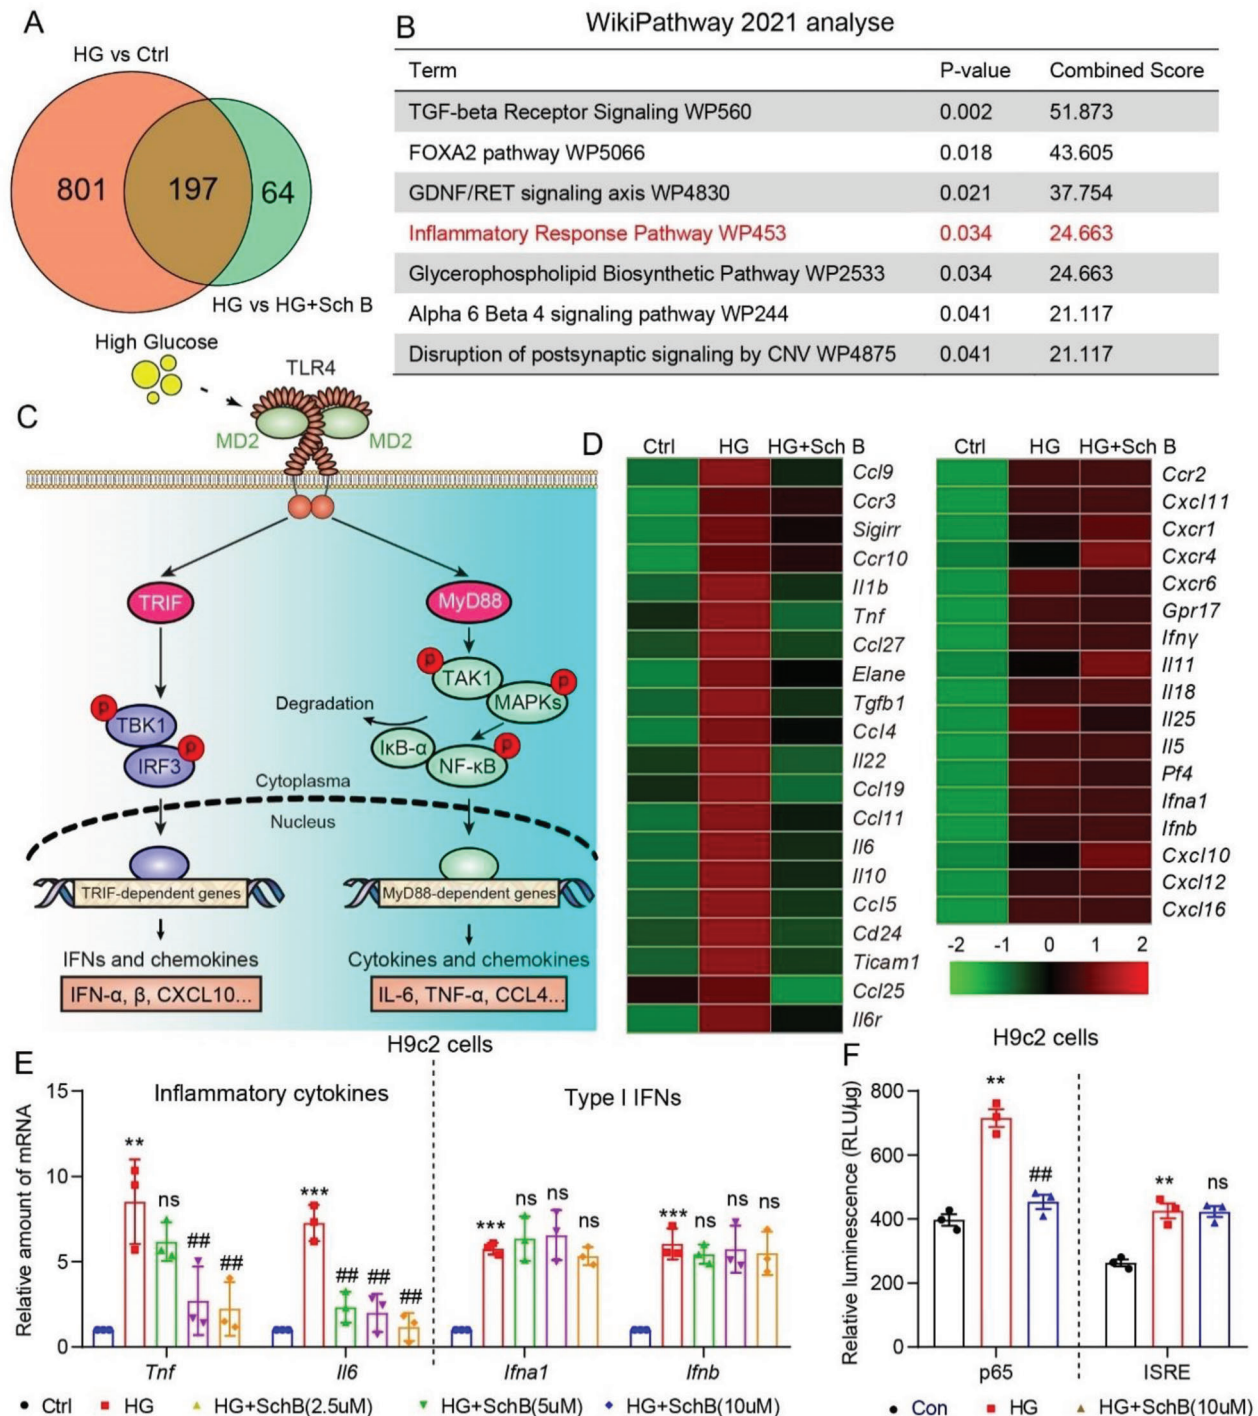 A
HG vs Ctrl
801
197
64
HG vs HG+Sch B
B
WikiPathway 2021 analyse
Term P-value Combined Score
TGF-beta Receptor Signaling WP560 0.002 51.873
FOXA2 pathway WP5066 0.018 43.605
GDNF/RET signaling axis WP4830 0.021 37.754
Inflammatory Response Pathway WP453 0.034 24.663
Glycerophospholipid Biosynthetic Pathway WP2533 0.034 24.663
Alpha 6 Beta 4 signaling pathway WP244 0.041 21.117
Disruption of postsynaptic signaling by CNV WP4875 0.041 21.117
C
High Glucose
TLR4
MD2
MD2
TRIF
MyD88
P
TAK1
P
MAPKs
Degradation
P
TBK1
P
IRF3
IκB-α
P
NF-κB
Cytoplasma
Nucleus
TRIF-dependent genes
MyD88-dependent genes
IFNs and chemokines
IFN-α, β, CXCL10...
Cytokines and chemokines
IL-6, TNF-α, CCL4...
D
Ctrl HG HG+Sch B
Ccl9
Ccr3
Sigirr
Ccr10
Il1b
Tnf
Ccl27
Elane
Tgfb1
Ccl4
Il22
Ccl19
Ccl11
Il6
Il10
Ccl5
Cd24
Ticam1
Ccl25
Il6r
Ctrl HG HG+Sch B
Ccr2
Cxcl11
Cxcr1
Cxcr4
Cxcr6
Gpr17
Ifnγ
Il11
Il18
Il25
Il5
Pf4
Ifna1
Ifnb
Cxcl10
Cxcl12
Cxcl16
-2 -1 0 1 2
E
H9c2 cells
Inflammatory cytokines
Type I IFNs
Relative amount of mRNA
15
10
5
0
** ns ## ##
*** ## ## ##
*** ns ns ns
*** ns ns ns
Tnf Il6 Ifna1 Ifnb
Ctrl HG HG+SchB(2.5uM) HG+SchB(5uM) HG+SchB(10uM)
F
H9c2 cells
Relative luminescence (RLU/μg)
800
600
400
200
0
** ##
** ns
p65 ISRE
Con HG HG+SchB(10uM)